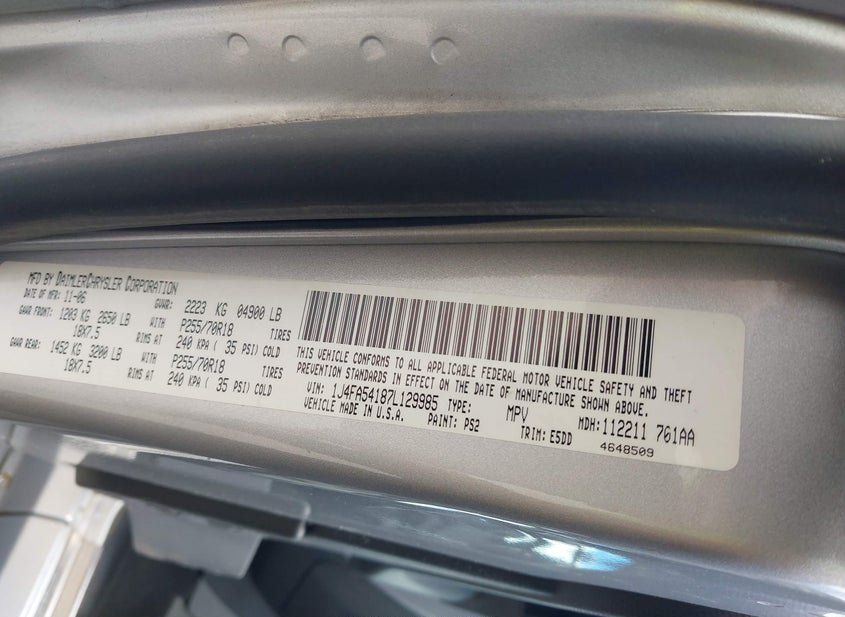 MFD BY DAIMLERCHRYSLER CORPORATION
DATE OF MFR: 11-06 GVWR: 2223 KG 04900 LB
GAWR FRONT: 1203 KG 2650 LB WITH P255/70R18 TIRES
18X7.5 RIMS AT 240 KPA ( 35 PSI) COLD
GAWR REAR: 1452 KG 3200 LB WITH P255/70R18 TIRES
18X7.5 RIMS AT 240 KPA ( 35 PSI) COLD
THIS VEHICLE CONFORMS TO ALL APPLICABLE FEDERAL MOTOR VEHICLE SAFETY AND THEFT
PREVENTION STANDARDS IN EFFECT ON THE DATE OF MANUFACTURE SHOWN ABOVE.
VIN: 1J4FA54187L129985 TYPE: MPV MDH: 112211 761AA
VEHICLE MADE IN U.S.A. PAINT: PS2 TRIM: E5DD 4648509